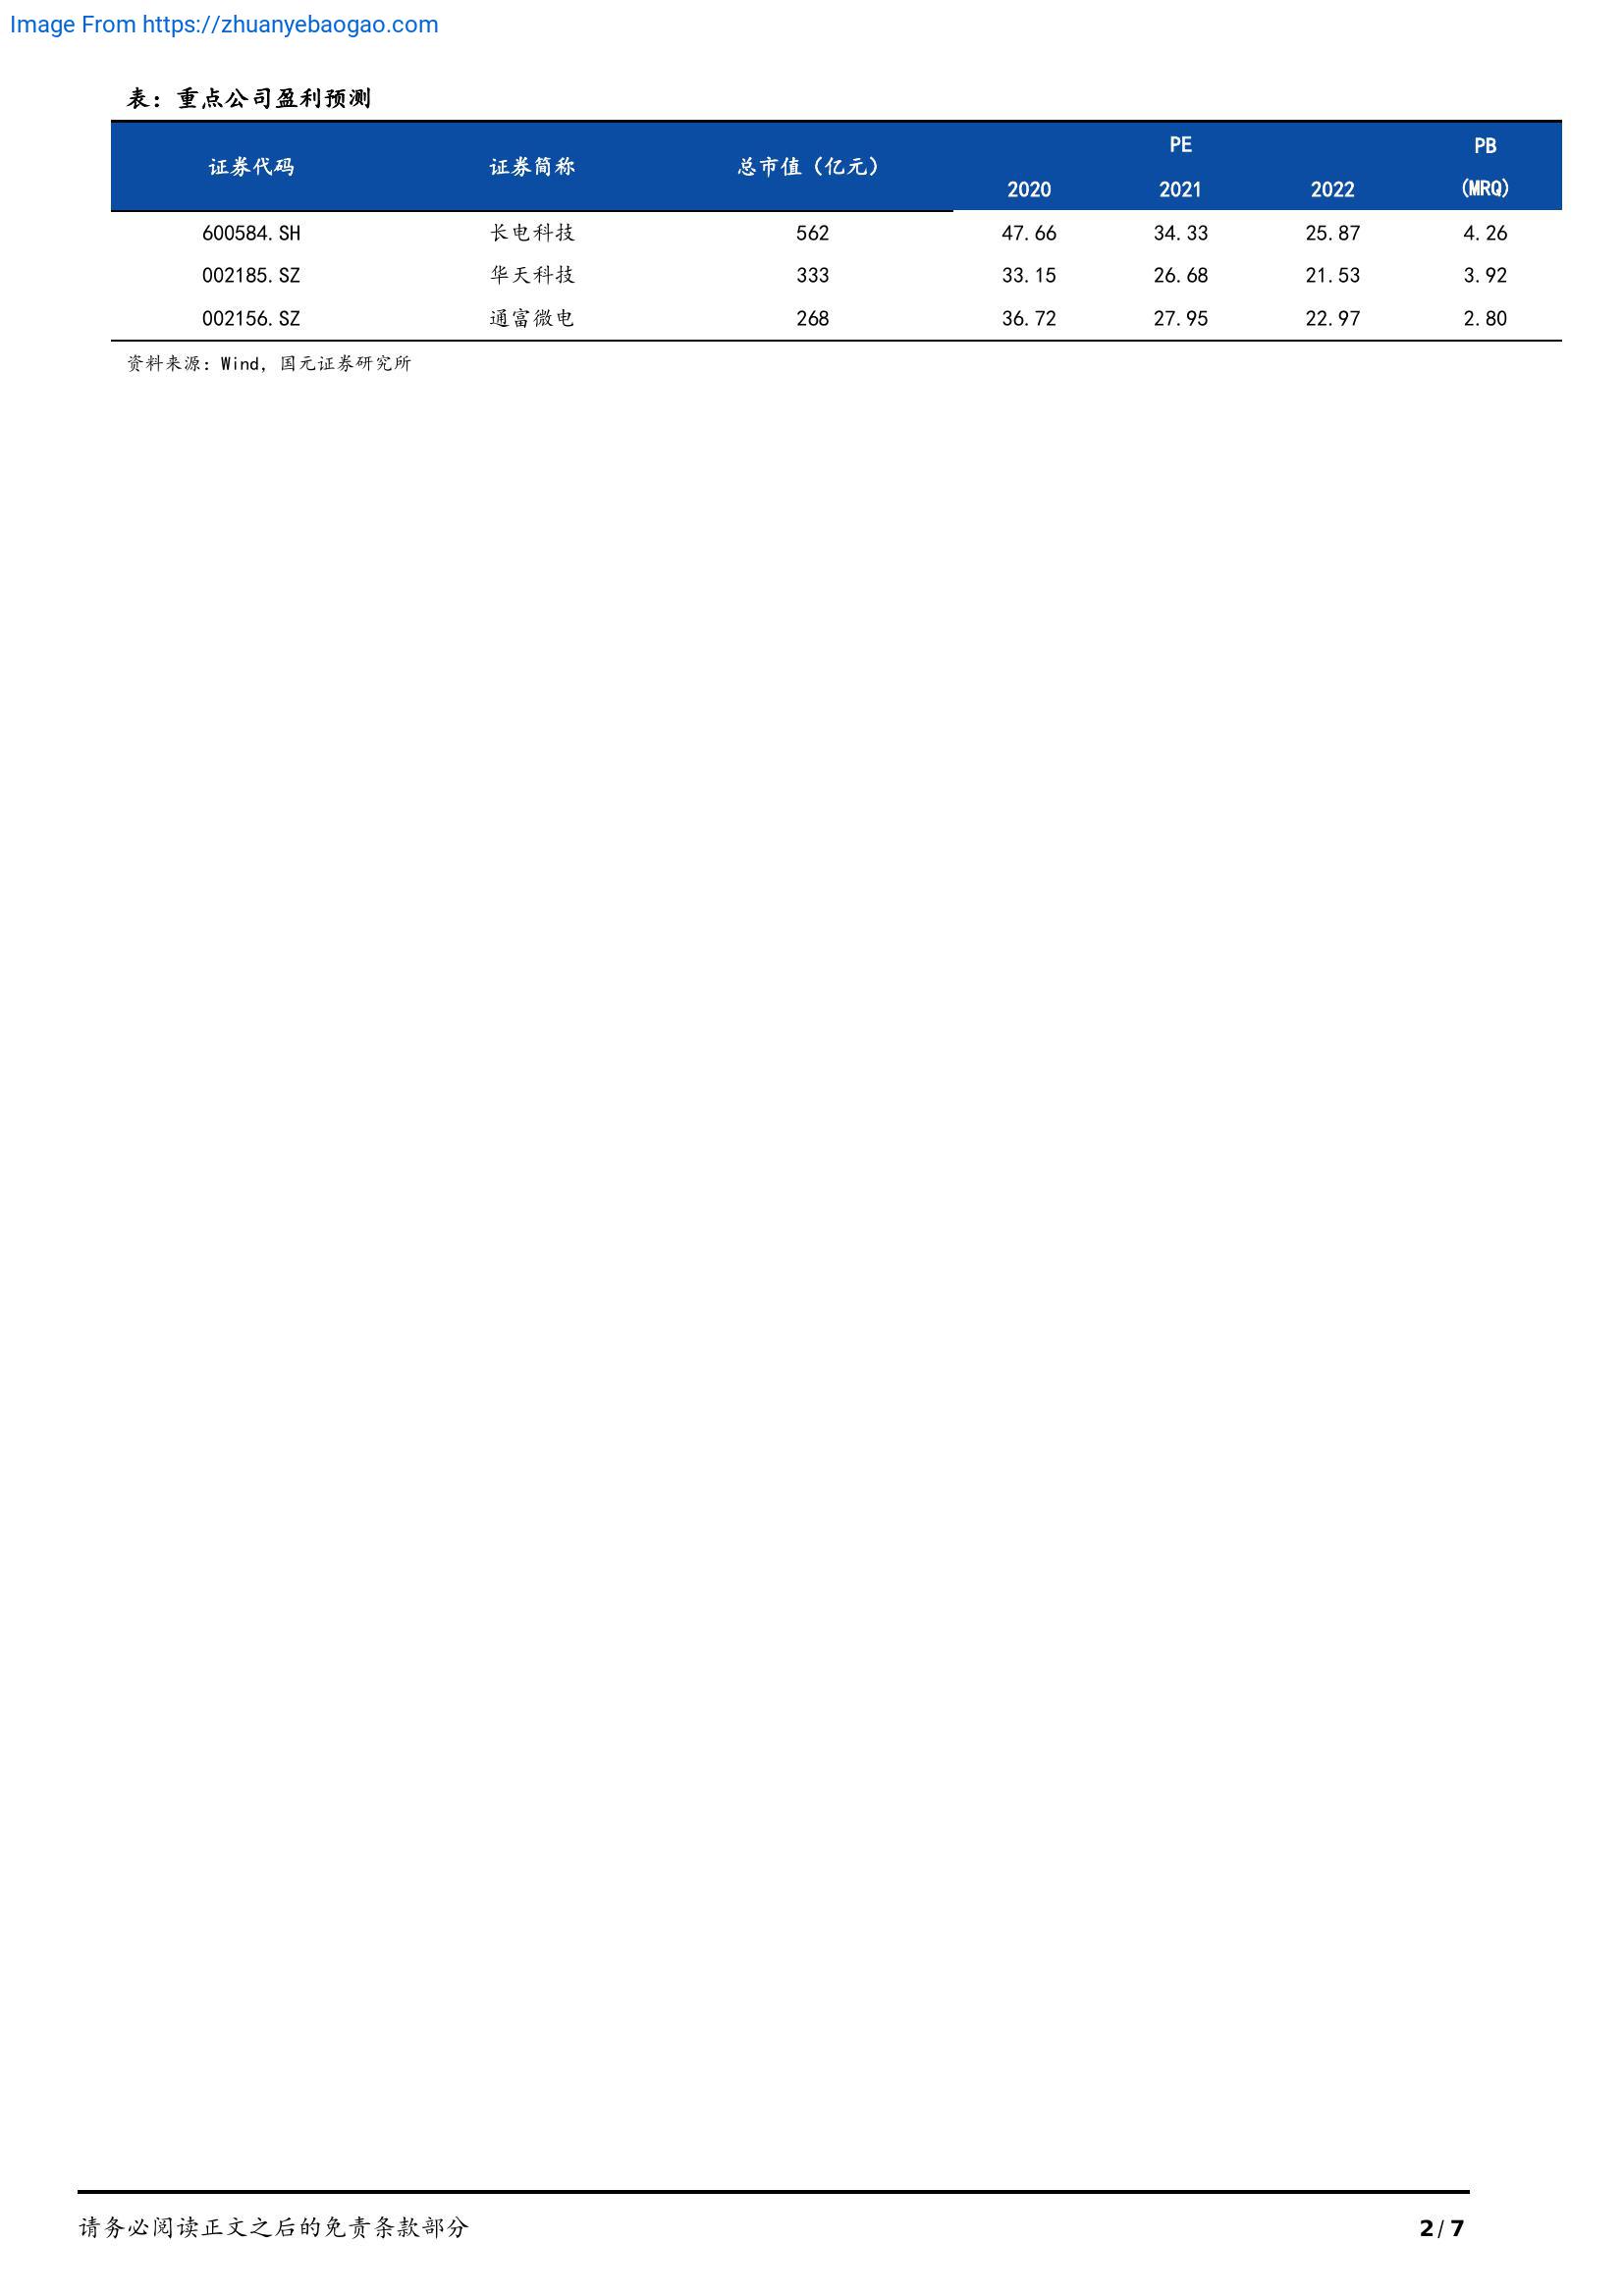 Image From https://zhuanyebaogao.com
表：重点公司盈利预测
证券代码 证券简称 总市值（亿元） PE PB
2020 2021 2022 (MRQ)
600584.SH 长电科技 562 47.66 34.33 25.87 4.26
002185.SZ 华天科技 333 33.15 26.68 21.53 3.92
002156.SZ 通富微电 268 36.72 27.95 22.97 2.80
资料来源：Wind，国元证券研究所
请务必阅读正文之后的免责条款部分 2/7